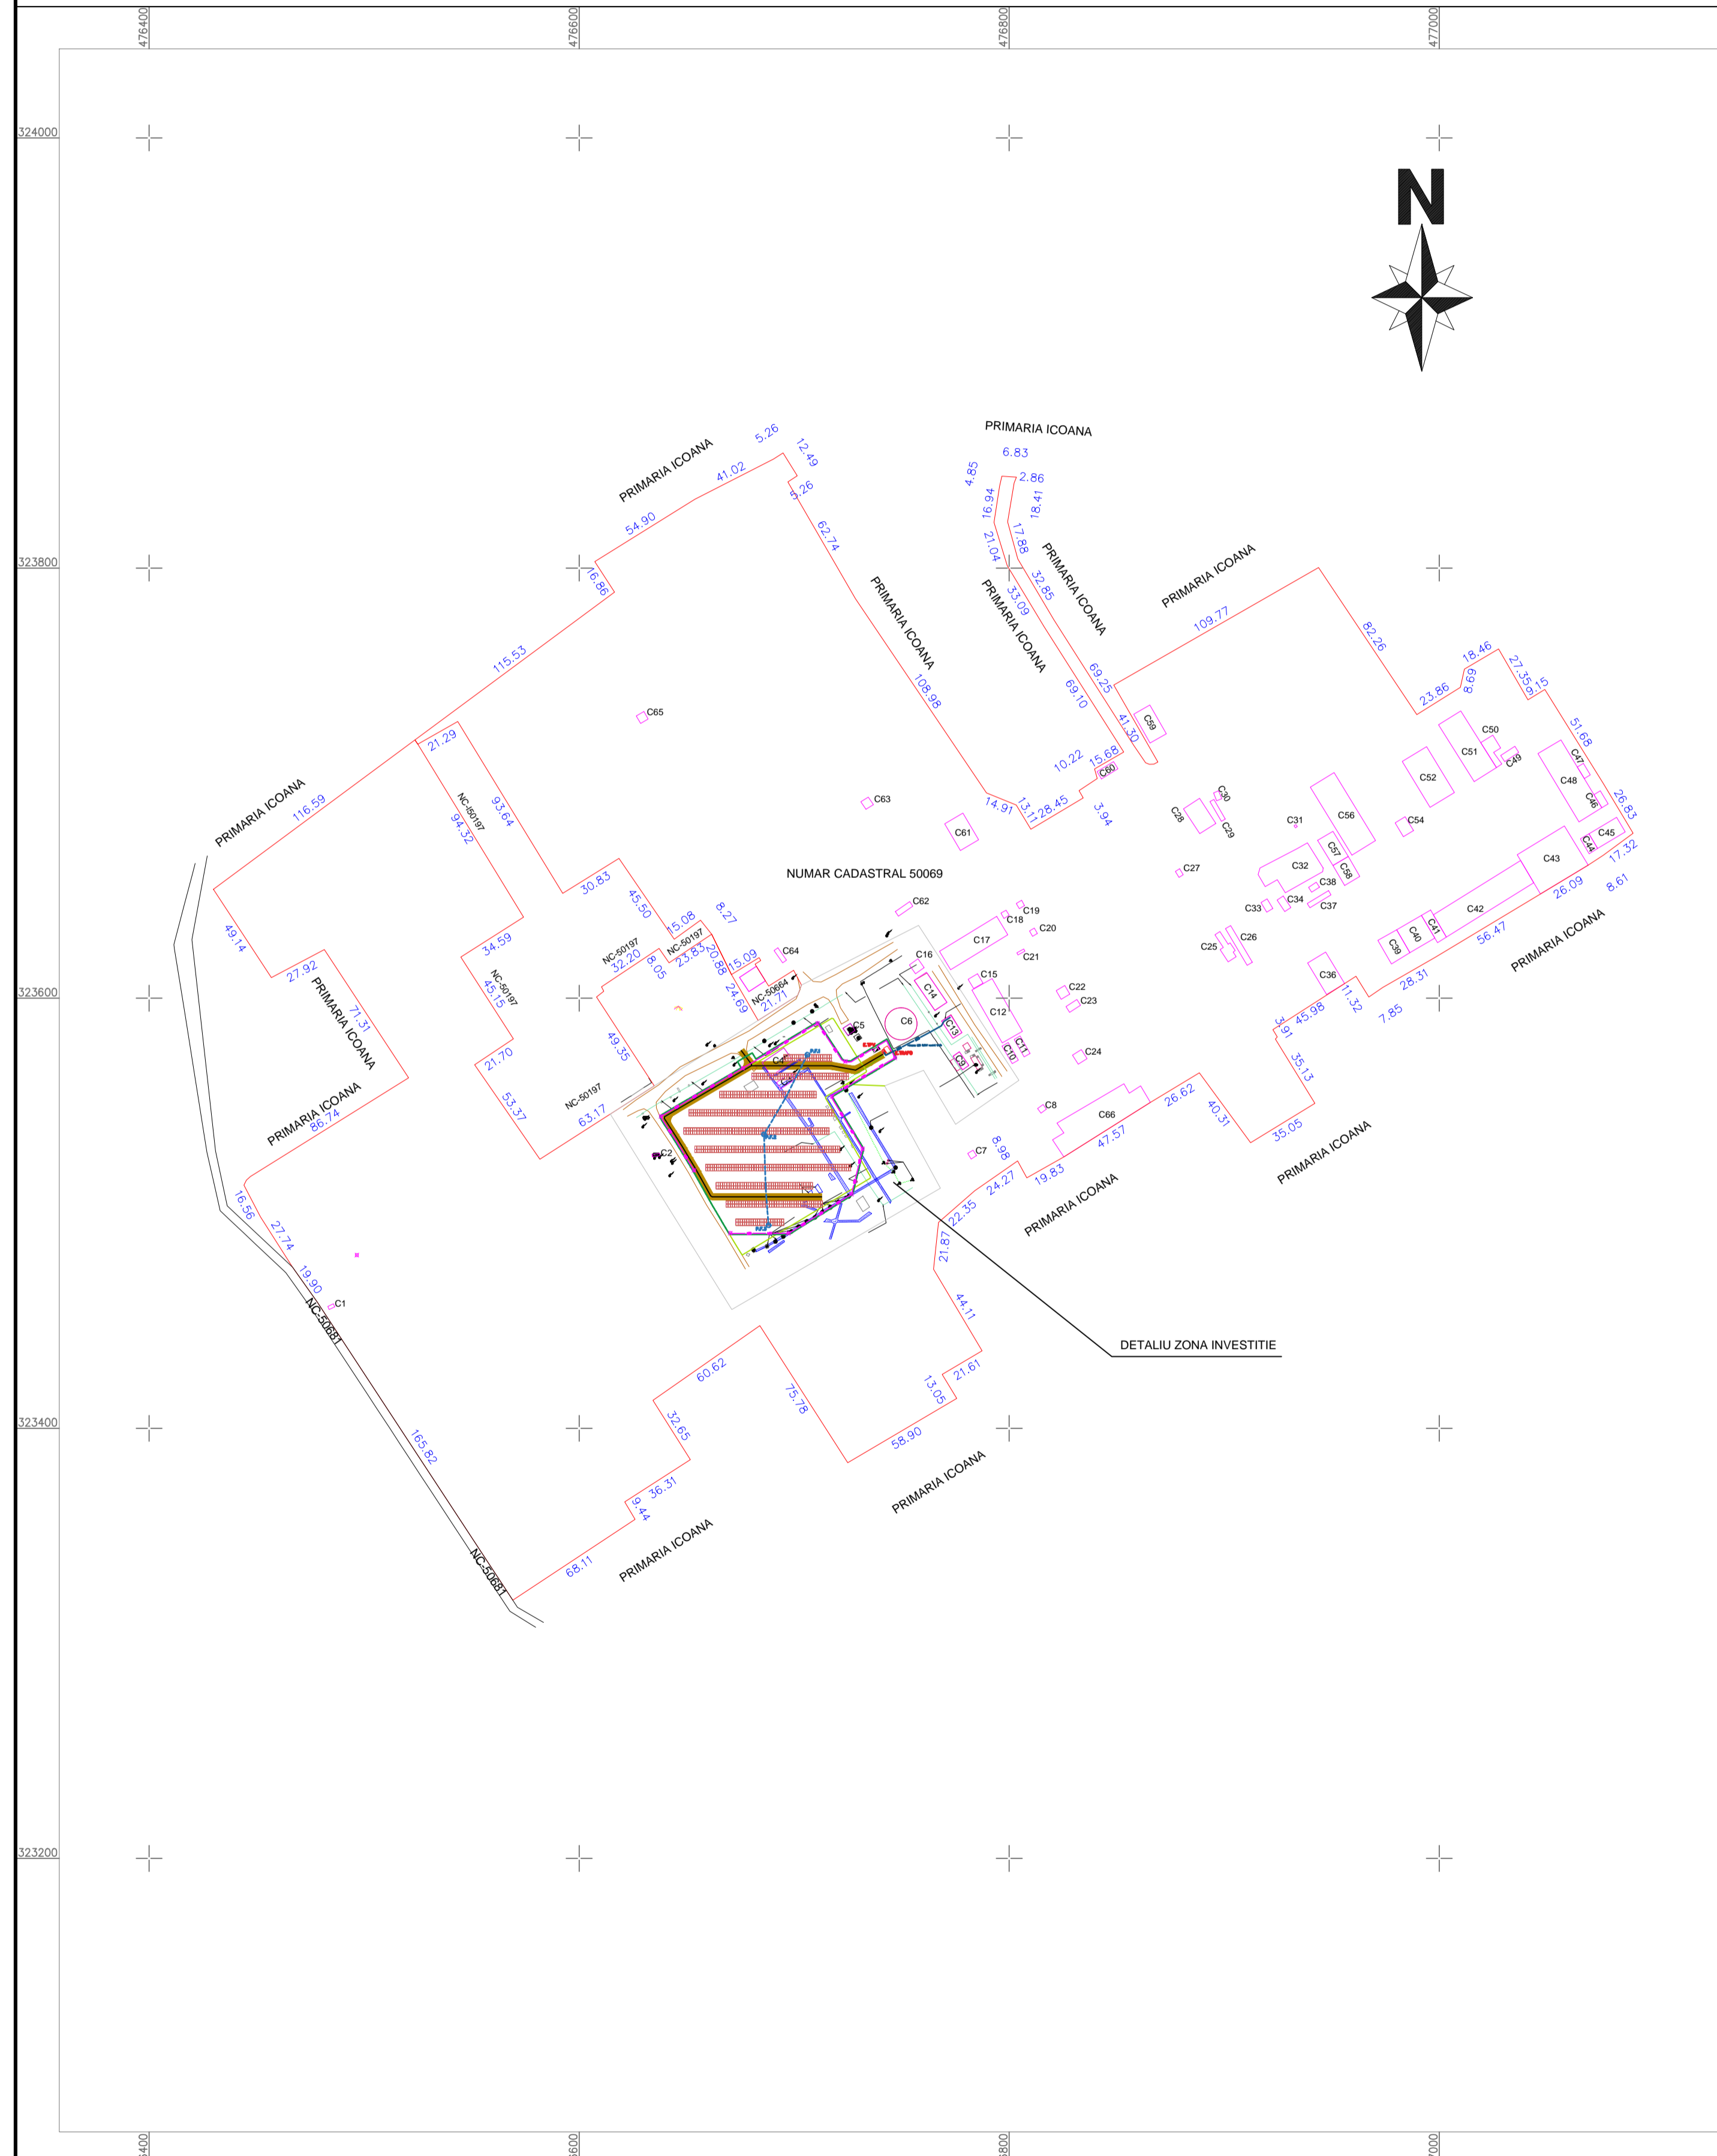 476400
476600
476800
477000
324000
N
PRIMARIA ICOANA
6.83
4.85
2.86
16.94
18.41
21.04
17.88
PRIMARIA ICOANA
5.26
12.49
41.02
5.26
54.90
62.74
323800
16.86
PRIMARIA ICOANA
PRIMARIA ICOANA
PRIMARIA ICOANA
33.09
32.85
PRIMARIA ICOANA
109.77
82.26
115.53
108.98
69.10
69.25
41.30
18.46
27.35
8.69
9.15
23.86
51.68
C65
C59
C50
C51
C49
C47
C48
C46
C52
21.29
10.22
15.68
C60
93.64
NC-I50197
94.32
PRIMARIA ICOANA
116.59
C63
14.91
13.11
28.45
3.94
C61
C30
C28
C29
C31
C56
C54
26.83
C45
C44
17.32
8.61
C57
C58
C32
C43
26.09
NUMAR CADASTRAL 50069
C27
C38
C37
C34
C33
C42
56.47
PRIMARIA ICOANA
30.83
45.50
49.14
27.92
34.59
15.08
8.27
C62
C19
C18
C20
C17
C21
C26
C25
C41
C40
C39
NC-50197
32.20
8.05
NC-50197
23.83
20.88
15.09
C64
C16
C15
C14
C36
28.31
11.32
7.85
323600
PRIMARIA ICOANA
71.31
45.15
NC-50197
24.69
NC-50664
21.71
C22
C23
C12
C13
C6
C5
45.98
3.91
49.35
21.70
C4
C9
C10
C11
C24
35.13
53.37
NC-50197
63.17
PRIMARIA ICOANA
86.74
C2
C8
C66
26.62
40.31
35.05
47.57
C7
8.98
19.83
24.27
PRIMARIA ICOANA
PRIMARIA ICOANA
22.35
21.87
16.56
27.74
19.90
C1
NC-50681
44.11
DETALIU ZONA INVESTITIE
60.62
75.78
21.61
13.05
58.90
32.65
323400
165.82
36.31
9.44
PRIMARIA ICOANA
PRIMARIA ICOANA
68.11
NC-50681
323200